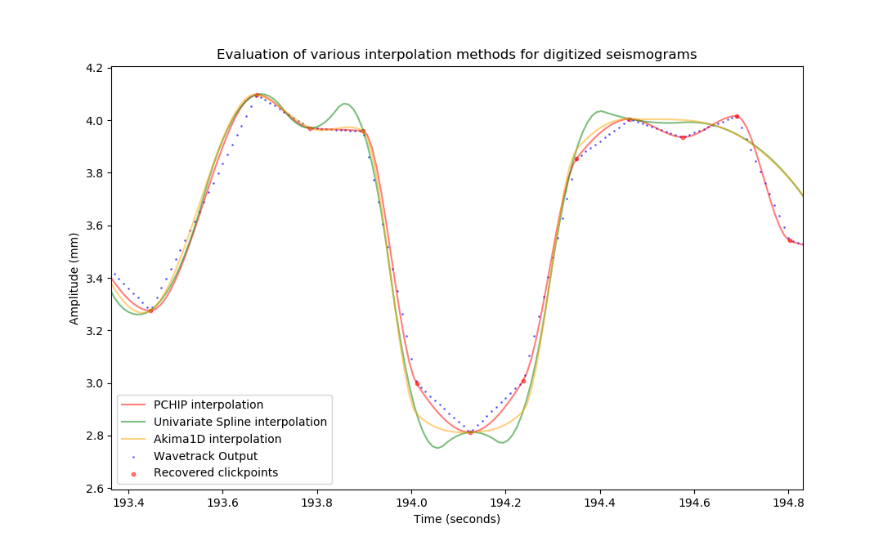 Evaluation of various interpolation methods for digitized seismograms
4.2
4.0
3.8
3.6
3.4
3.2
3.0
2.8
2.6
Amplitude (mm)
PCHIP interpolation
Univariate Spline interpolation
Akima1D interpolation
Wavetrack Output
Recovered clickpoints
193.4 193.6 193.8 194.0 194.2 194.4 194.6 194.8
Time (seconds)